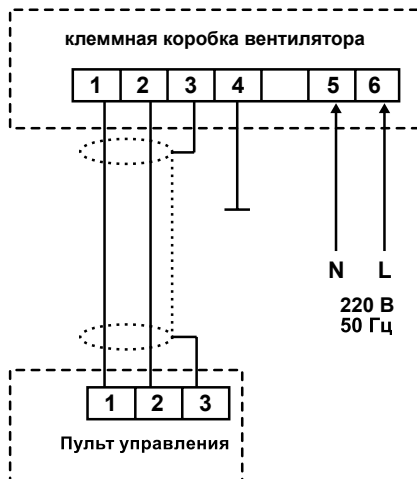 клеммная коробка вентилятора
1 2 3 4 5 6
N L
220 В
50 Гц
1 2 3
Пульт управления